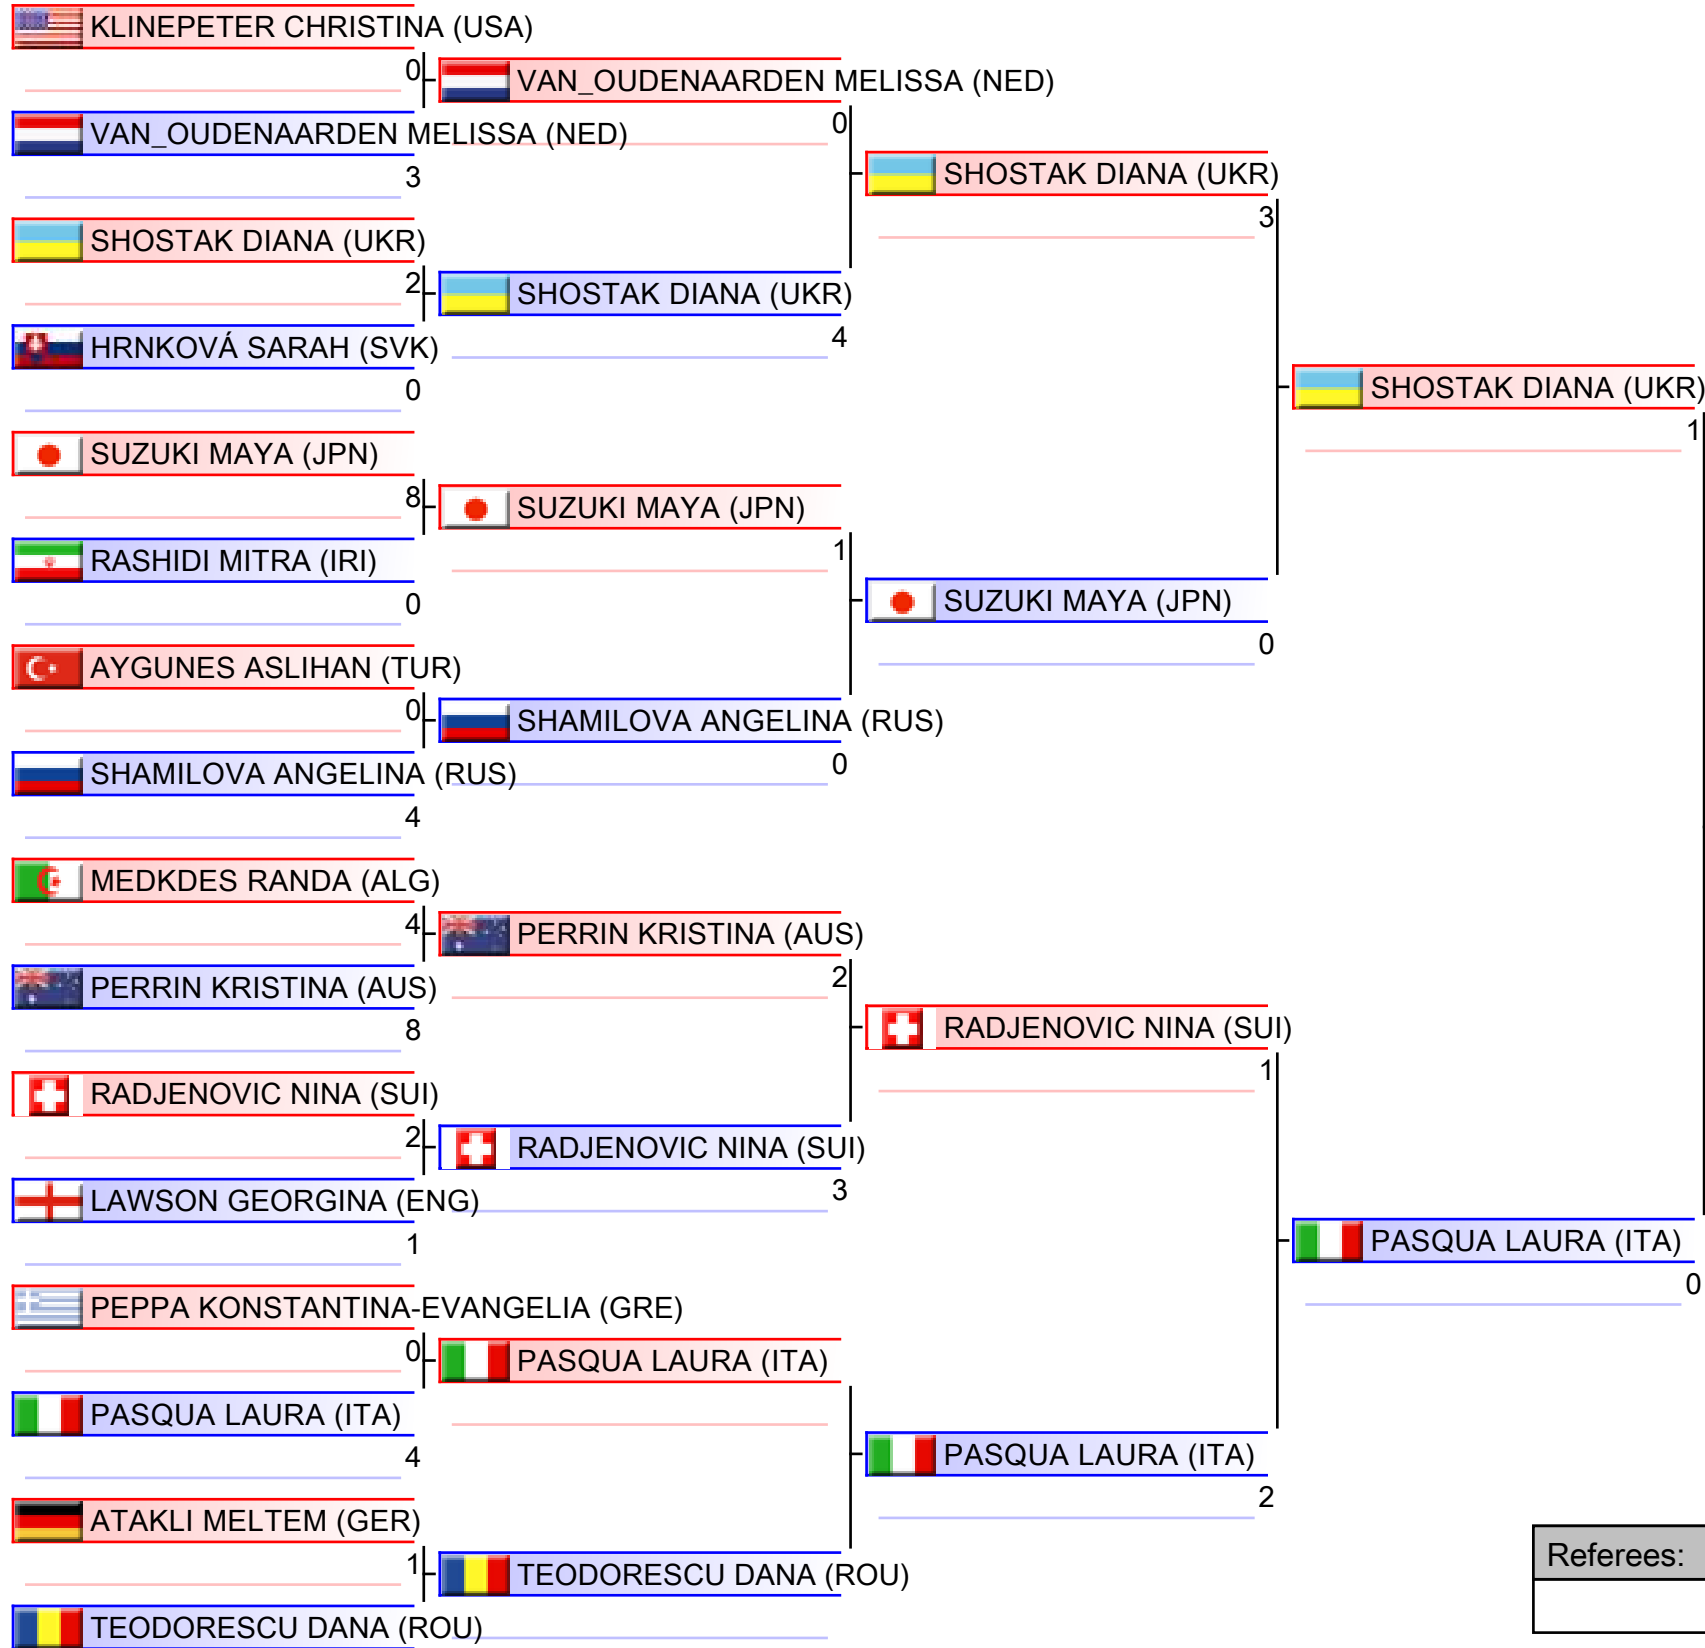 KLINEPETER CHRISTINA (USA)
0
VAN_OUDENAARDEN MELISSA (NED)
VAN_OUDENAARDEN MELISSA (NED)
0
3
SHOSTAK DIANA (UKR)
3
SHOSTAK DIANA (UKR)
2
SHOSTAK DIANA (UKR)
4
HRNKOVÁ SARAH (SVK)
0
SHOSTAK DIANA (UKR)
1
SUZUKI MAYA (JPN)
8
SUZUKI MAYA (JPN)
1
RASHIDI MITRA (IRI)
0
SUZUKI MAYA (JPN)
0
AYGUNES ASLIHAN (TUR)
0
SHAMILOVA ANGELINA (RUS)
0
SHAMILOVA ANGELINA (RUS)
4
MEDKDES RANDA (ALG)
4
PERRIN KRISTINA (AUS)
2
PERRIN KRISTINA (AUS)
8
RADJENOVIC NINA (SUI)
1
RADJENOVIC NINA (SUI)
2
RADJENOVIC NINA (SUI)
3
LAWSON GEORGINA (ENG)
1
PASQUA LAURA (ITA)
0
PEPPA KONSTANTINA-EVANGELIA (GRE)
0
PASQUA LAURA (ITA)
PASQUA LAURA (ITA)
4
PASQUA LAURA (ITA)
2
ATAKLI MELTEM (GER)
1
TEODORESCU DANA (ROU)
TEODORESCU DANA (ROU)
Referees: